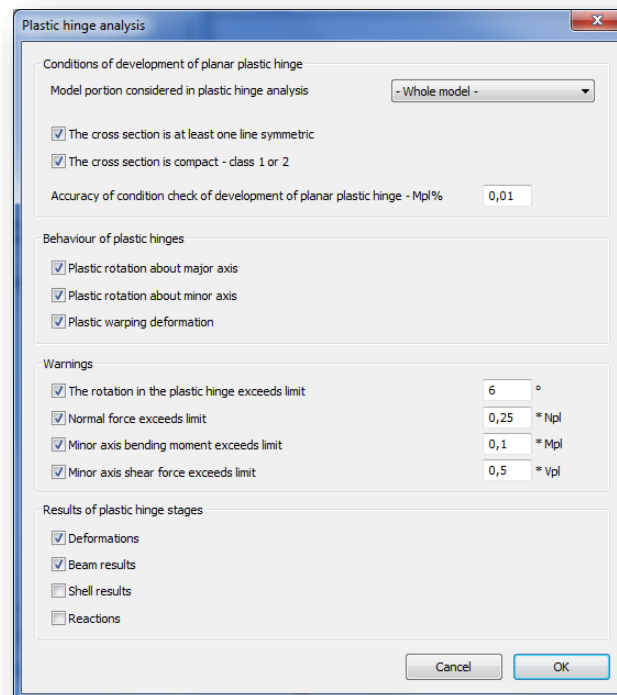 Plastic hinge analysis
Conditions of development of planar plastic hinge
Model portion considered in plastic hinge analysis - Whole model -
The cross section is at least one line symmetric
The cross section is compact - class 1 or 2
Accuracy of condition check of development of planar plastic hinge - Mpl% 0,01
Behaviour of plastic hinges
Plastic rotation about major axis
Plastic rotation about minor axis
Plastic warping deformation
Warnings
The rotation in the plastic hinge exceeds limit 6 °
Normal force exceeds limit 0,25 * Npl
Minor axis bending moment exceeds limit 0,1 * Mpl
Minor axis shear force exceeds limit 0,5 * Vpl
Results of plastic hinge stages
Deformations
Beam results
Shell results
Reactions
Cancel OK